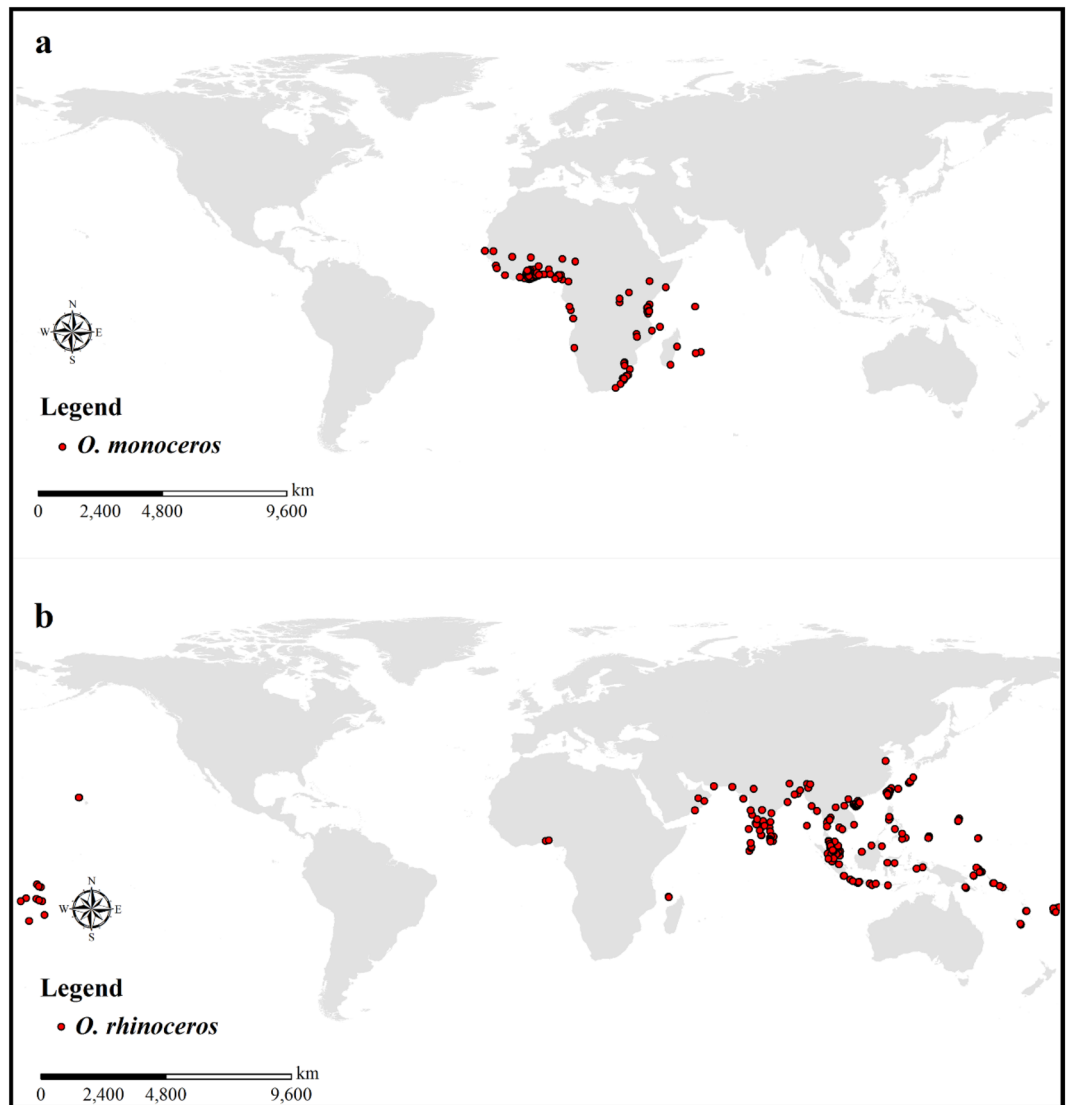 a
N
W E
S
Legend
O. monoceros
km
0 2,400 4,800 9,600
b
N
W E
S
Legend
O. rhinoceros
km
0 2,400 4,800 9,600